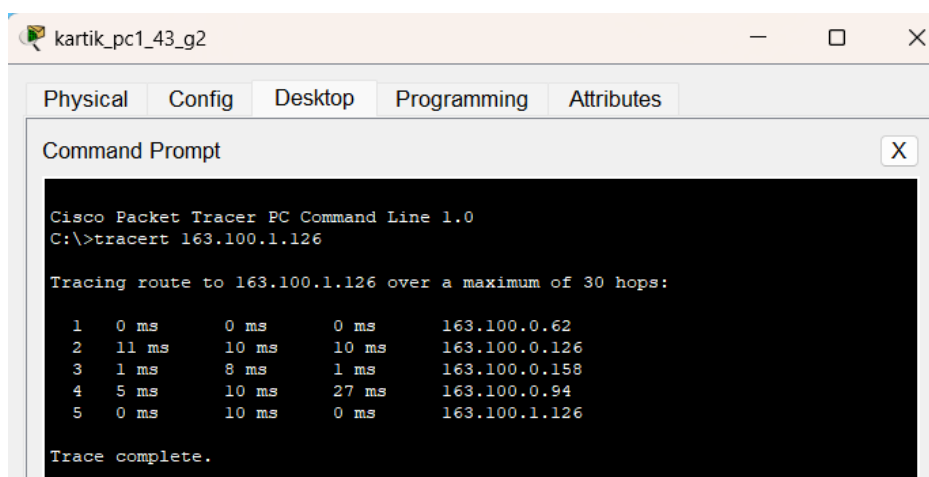 kartik_pc1_43_g2
Physical Config Desktop Programming Attributes
Command Prompt X
Cisco Packet Tracer PC Command Line 1.0
C:\>tracert 163.100.1.126
Tracing route to 163.100.1.126 over a maximum of 30 hops:
1 0 ms 0 ms 0 ms 163.100.0.62
2 11 ms 10 ms 10 ms 163.100.0.126
3 1 ms 8 ms 1 ms 163.100.0.158
4 5 ms 10 ms 27 ms 163.100.0.94
5 0 ms 10 ms 0 ms 163.100.1.126
Trace complete.